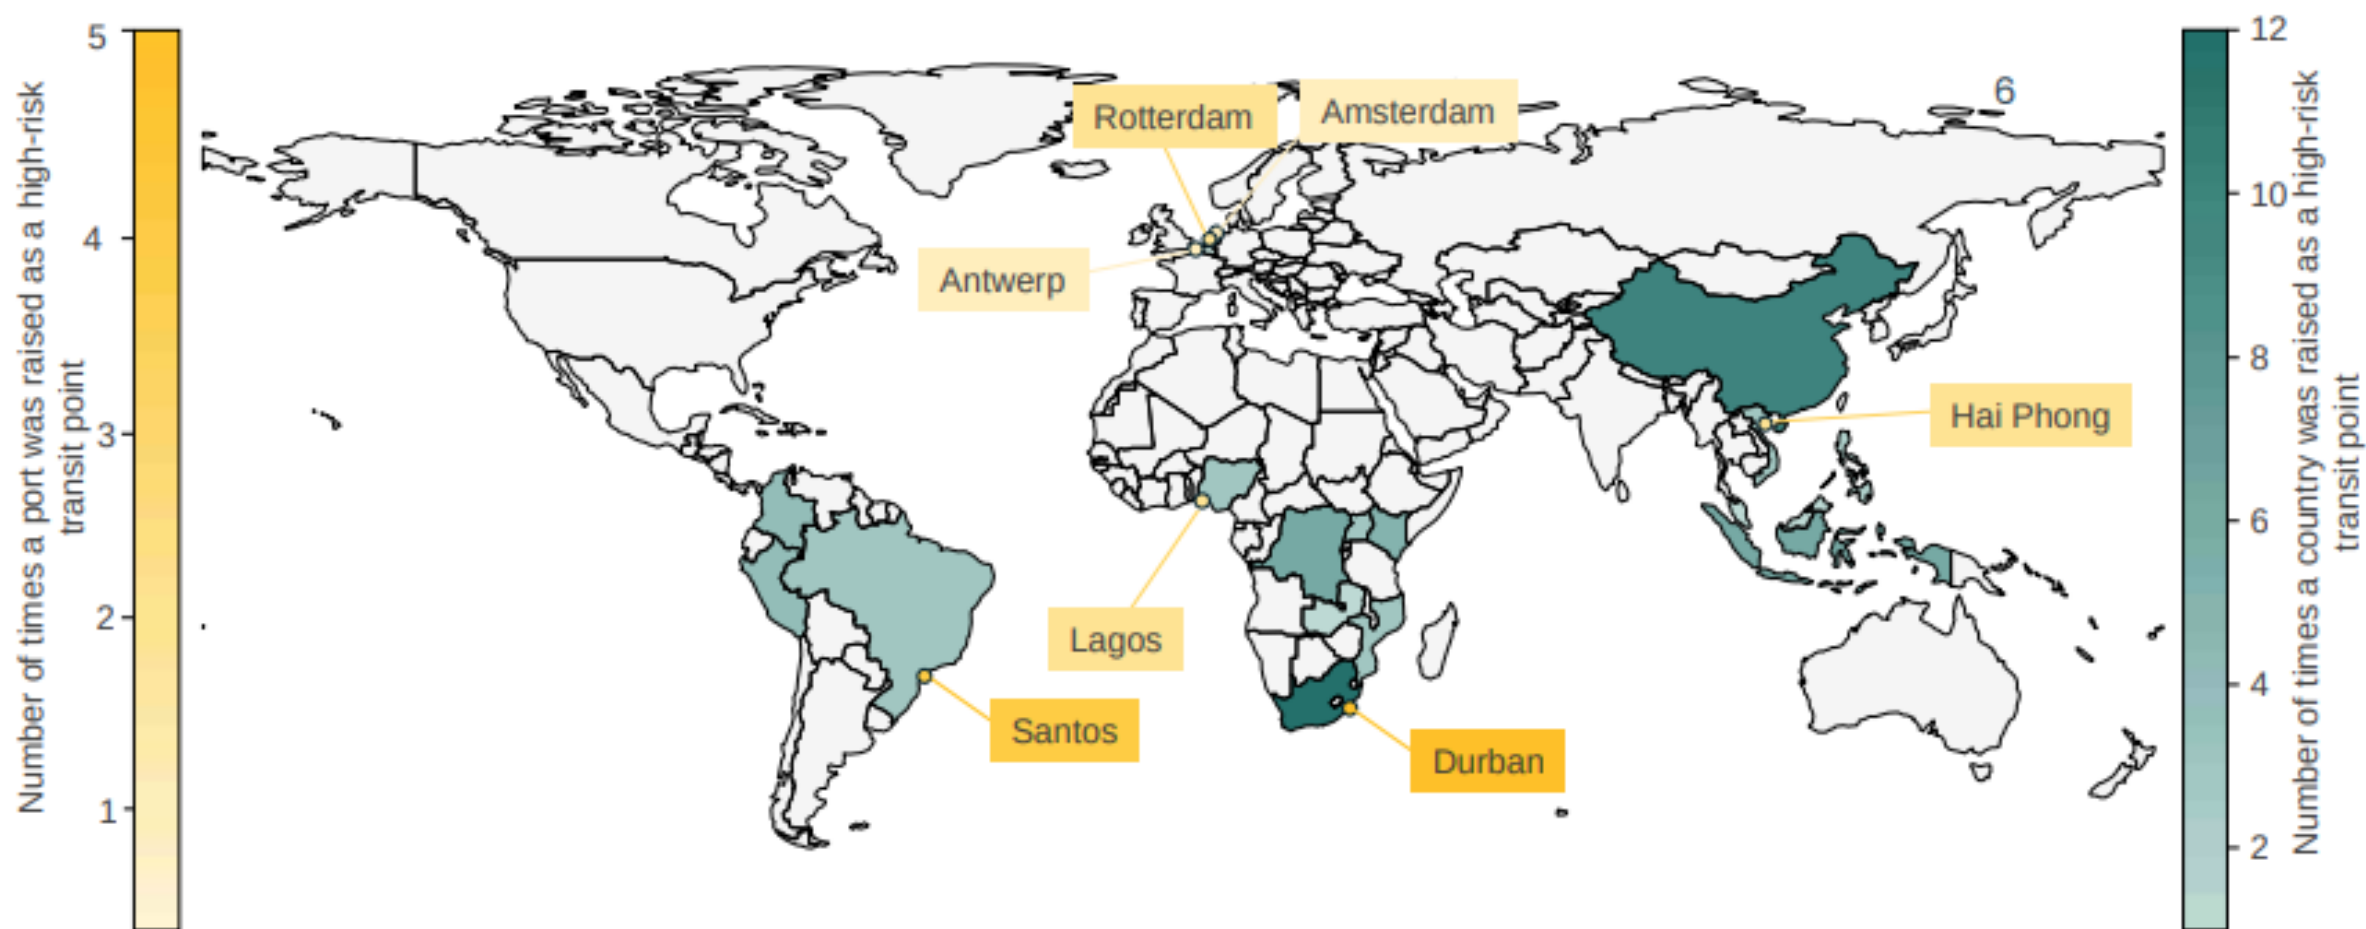 Number of times a port was raised as a high-risk
transit point
5
4
3
2
1
Rotterdam
Amsterdam
Antwerp
Hai Phong
Lagos
Santos
Durban
6
12
10
8
6
4
2
Number of times a country was raised as a high-risk
transit point